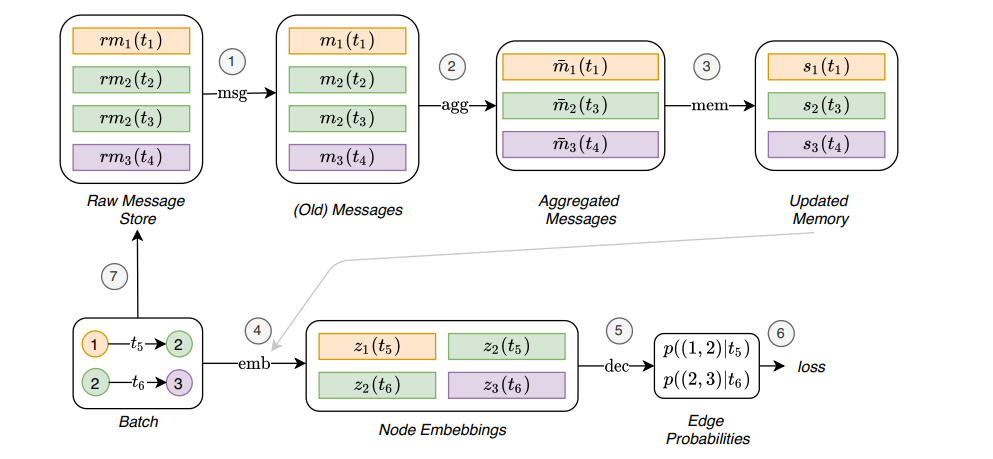 rm₁(t₁)
rm₂(t₂)
rm₂(t₃)
rm₃(t₄)
Raw Message
Store
1
msg
m₁(t₁)
m₂(t₂)
m₂(t₃)
m₃(t₄)
(Old) Messages
2
agg
m̄₁(t₁)
m̄₂(t₃)
m̄₃(t₄)
Aggregated
Messages
3
mem
s₁(t₁)
s₂(t₃)
s₃(t₄)
Updated
Memory
7
1 t₅ 2
2 t₆ 3
Batch
4
emb
z₁(t₅) z₂(t₅)
z₂(t₆) z₃(t₆)
Node Embebbings
5
dec
p((1, 2)|t₅)
p((2, 3)|t₆)
Edge
Probabilities
6
loss